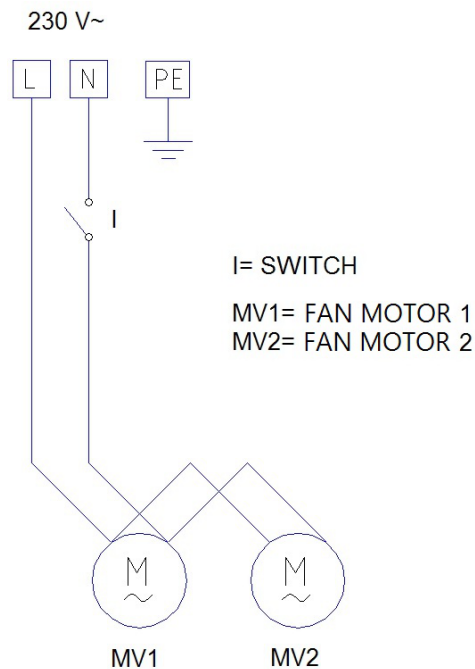 230 V~
L N PE
I
I= SWITCH
MV1= FAN MOTOR 1
MV2= FAN MOTOR 2
M M
~ ~
MV1 MV2